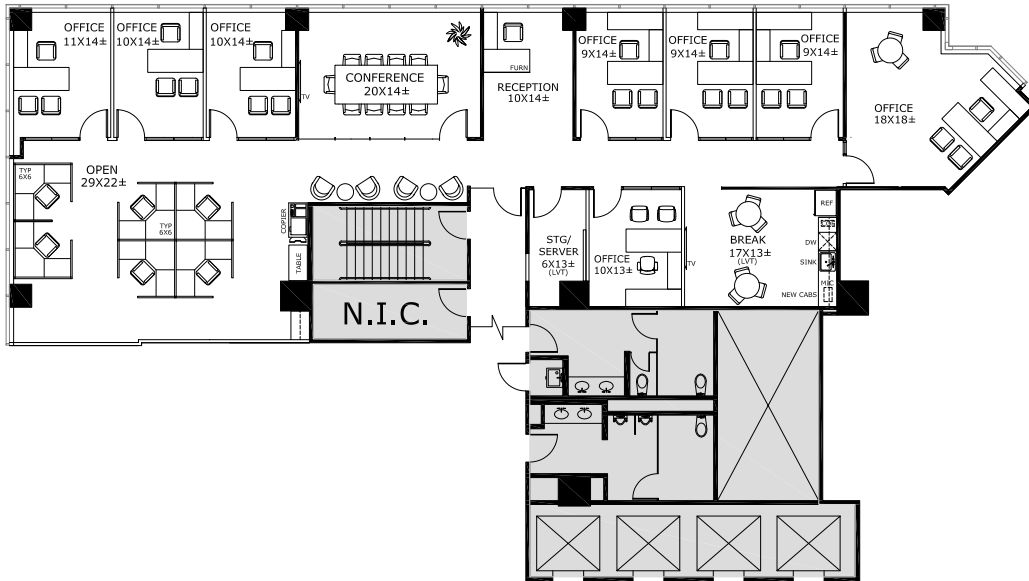 OFFICE
11X14±
OFFICE
10X14±
OFFICE
10X14±
TV
CONFERENCE
20X14±
FURN
RECEPTION
10X14±
OFFICE
9X14±
OFFICE
9X14±
OFFICE
9X14±
OFFICE
18X18±
TYP
6X6
OPEN
29X22±
TYP
6X6
COPIER
TABLE
N.I.C.
STG/
SERVER
6X13±
(LVT)
OFFICE
10X13±
TV
BREAK
17X13±
(LVT)
REF
DW
SINK
MIC
NEW CABS